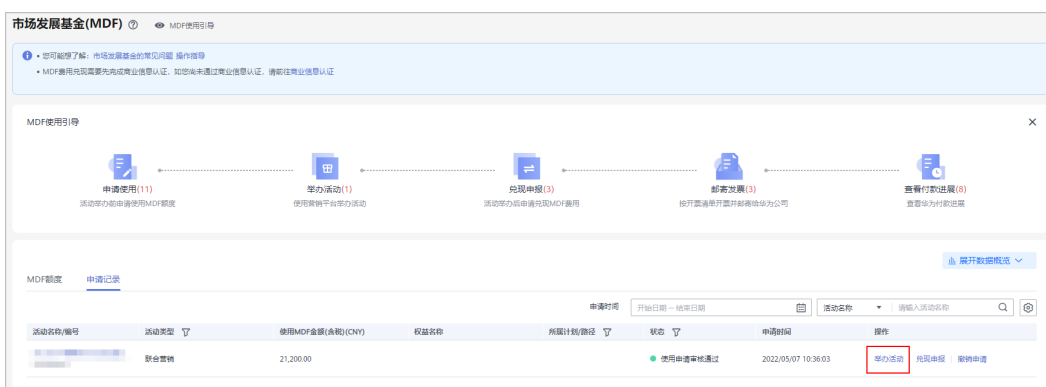 市场发展基金(MDF) MDF使用引导
• 您可能想了解：市场发展基金的常见问题 操作指导
• MDF费用兑现需要先完成商业信息认证，如您尚未通过商业信息认证，请前往商业信息认证
MDF使用引导
申请使用(11) 举办活动(1) 兑现申报(3) 邮寄发票(3) 查看付款进展(8)
活动举办前申请使用MDF额度 使用营销平台举办活动 活动举办后申请兑现MDF费用 按开票清单开票并邮寄给华为公司 查看华为付款进展
展开数据概览
MDF额度 申请记录
申请时间 开始日期 – 结束日期 活动名称 请输入活动名称
活动名称/编号 活动类型 使用MDF金额(含税)(CNY) 权益名称 所属计划/路径 状态 申请时间 操作
联合营销 21,200.00 使用申请审核通过 2022/05/07 10:36:03 举办活动 兑现申报 撤销申请